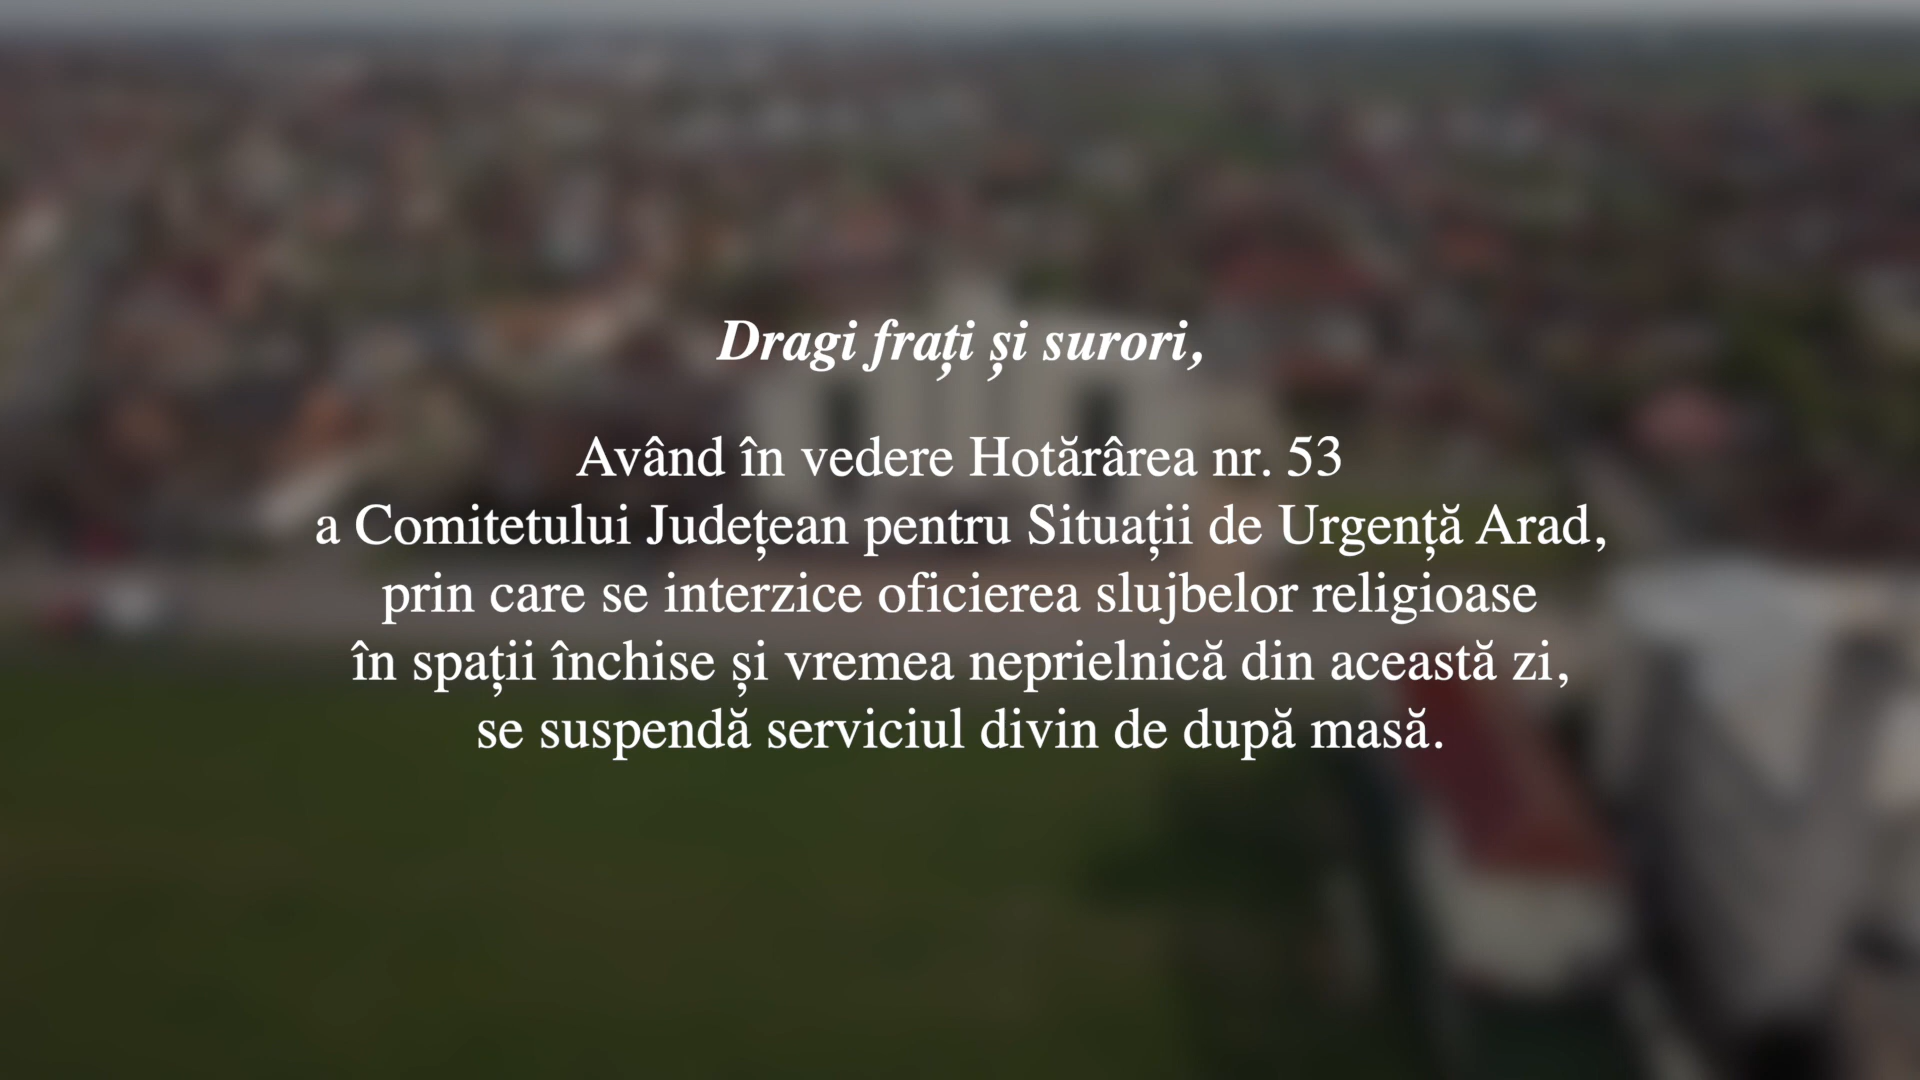 Dragi frați și surori,
Având în vedere Hotărârea nr. 53
a Comitetului Județean pentru Situații de Urgență Arad,
prin care se interzice oficierea slujbelor religioase
în spații închise și vremea neprielnică din această zi,
se suspendă serviciul divin de după masă.